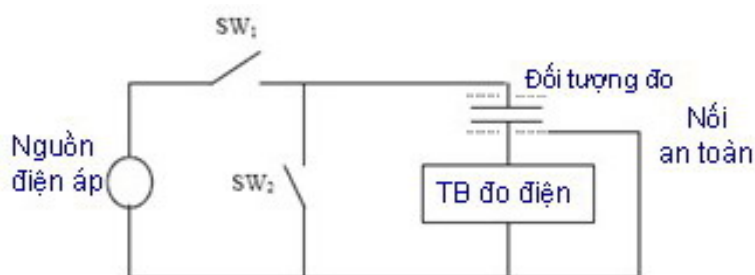 SW₁
Đối tượng đo
Nối
an toàn
Nguồn
điện áp
SW₂
TB đo điện